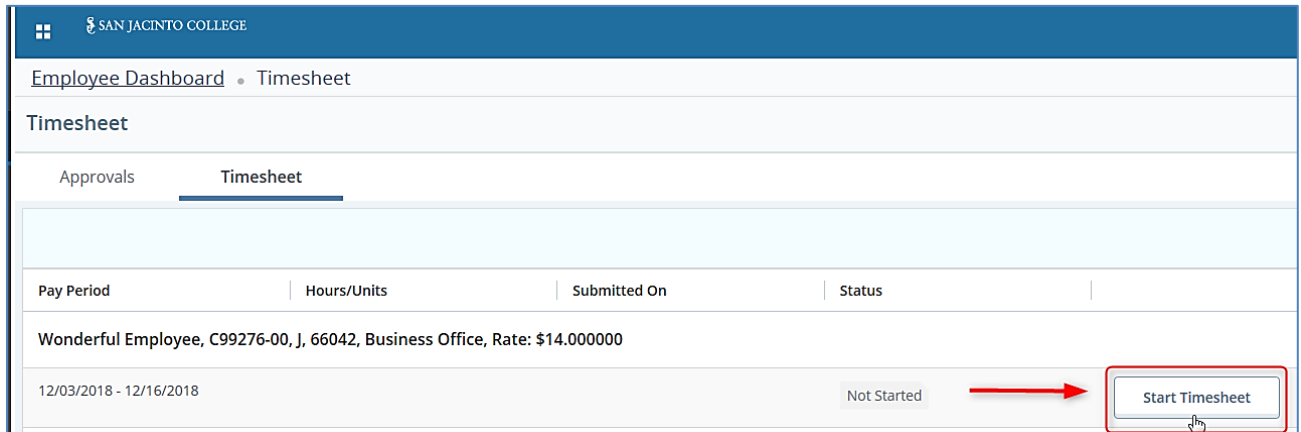 SAN JACINTO COLLEGE
Employee Dashboard • Timesheet
Timesheet
Approvals Timesheet
Pay Period Hours/Units Submitted On Status
Wonderful Employee, C99276-00, J, 66042, Business Office, Rate: $14.000000
12/03/2018 - 12/16/2018 Not Started Start Timesheet